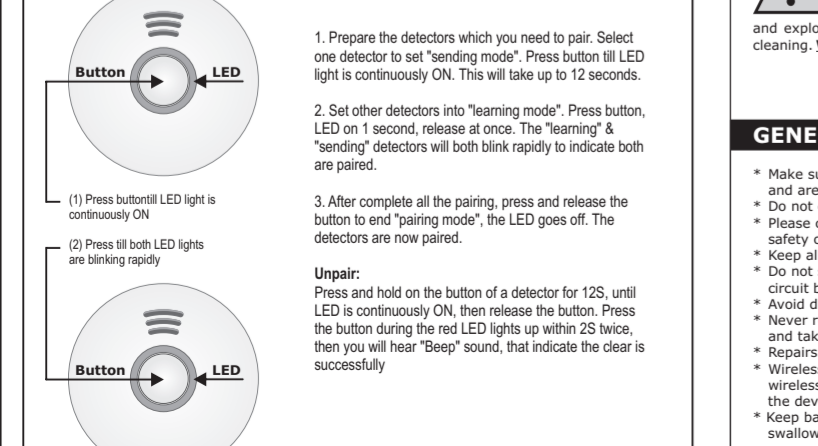 Button
LED
(1) Press buttontill LED light is
continuously ON
(2) Press till both LED lights
are blinking rapidly
Button
LED
1. Prepare the detectors which you need to pair. Select
one detector to set "sending mode". Press button till LED
light is continuously ON. This will take up to 12 seconds.
2. Set other detectors into "learning mode". Press button,
LED on 1 second, release at once. The "learning" &
"sending" detectors will both blink rapidly to indicate both
are paired.
3. After complete all the pairing, press and release the
button to end "pairing mode", the LED goes off. The
detectors are now paired.
Unpair:
Press and hold on the button of a detector for 12S, until
LED is continuously ON, then release the button. Press
the button during the red LED lights up within 2S twice,
then you will hear "Beep" sound, that indicate the clear is
successfully
and explo
cleaning.
GENE
* Make su
and are
* Do not
* Please
safety
* Keep al
* Do not
circuit b
* Avoid d
* Never r
and tak
* Repairs
* Wireles
wireless
the dev
* Keep ba
swallow